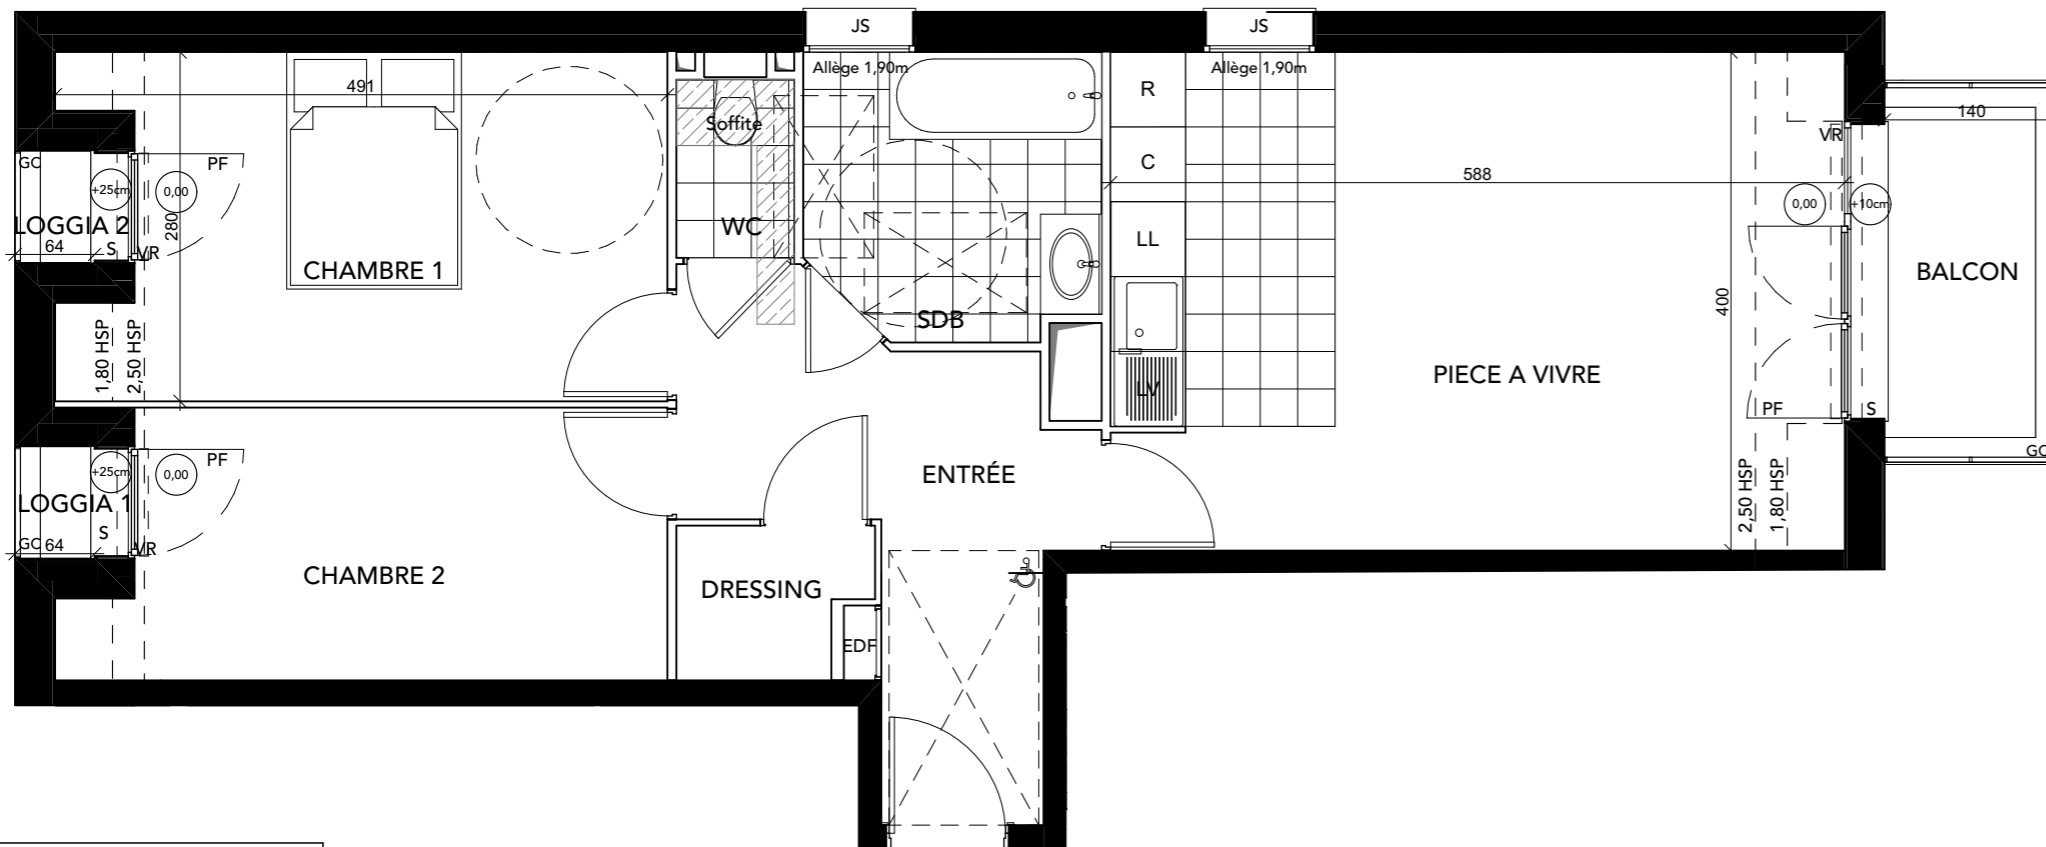 JS
JS
Allège 1,90m
Allège 1,90m
491
R
140
Soffite
VR
GC
PF
C
+25cm
0,00
588
0,00
+10cm
LOGGIA 2
280
WC
LL
64
S
VR
CHAMBRE 1
BALCON
400
SDB
1,80 HSP
2,50 HSP
PIECE A VIVRE
LV
PF
S
PF
GC
+25cm
0,00
ENTRÉE
2,50 HSP
1,80 HSP
LOGGIA 1
S
GC
64
VR
CHAMBRE 2
DRESSING
EDF